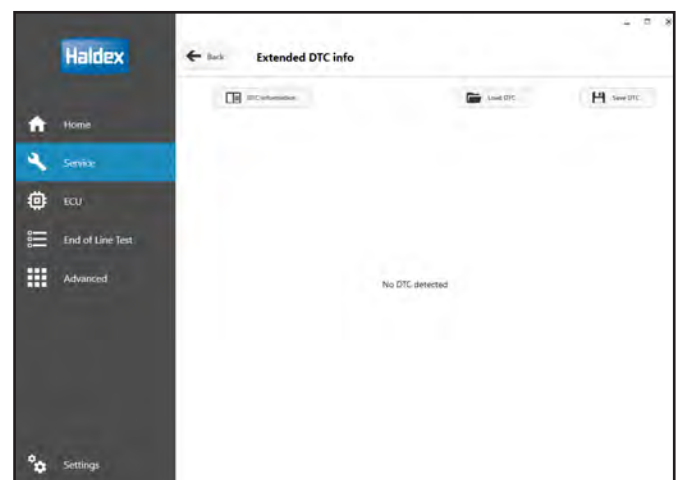 Haldex
Back
Extended DTC info
DTC information
Load DTC
Save DTC
Home
Service
ECU
End of Line Test
Advanced
No DTC detected
Settings